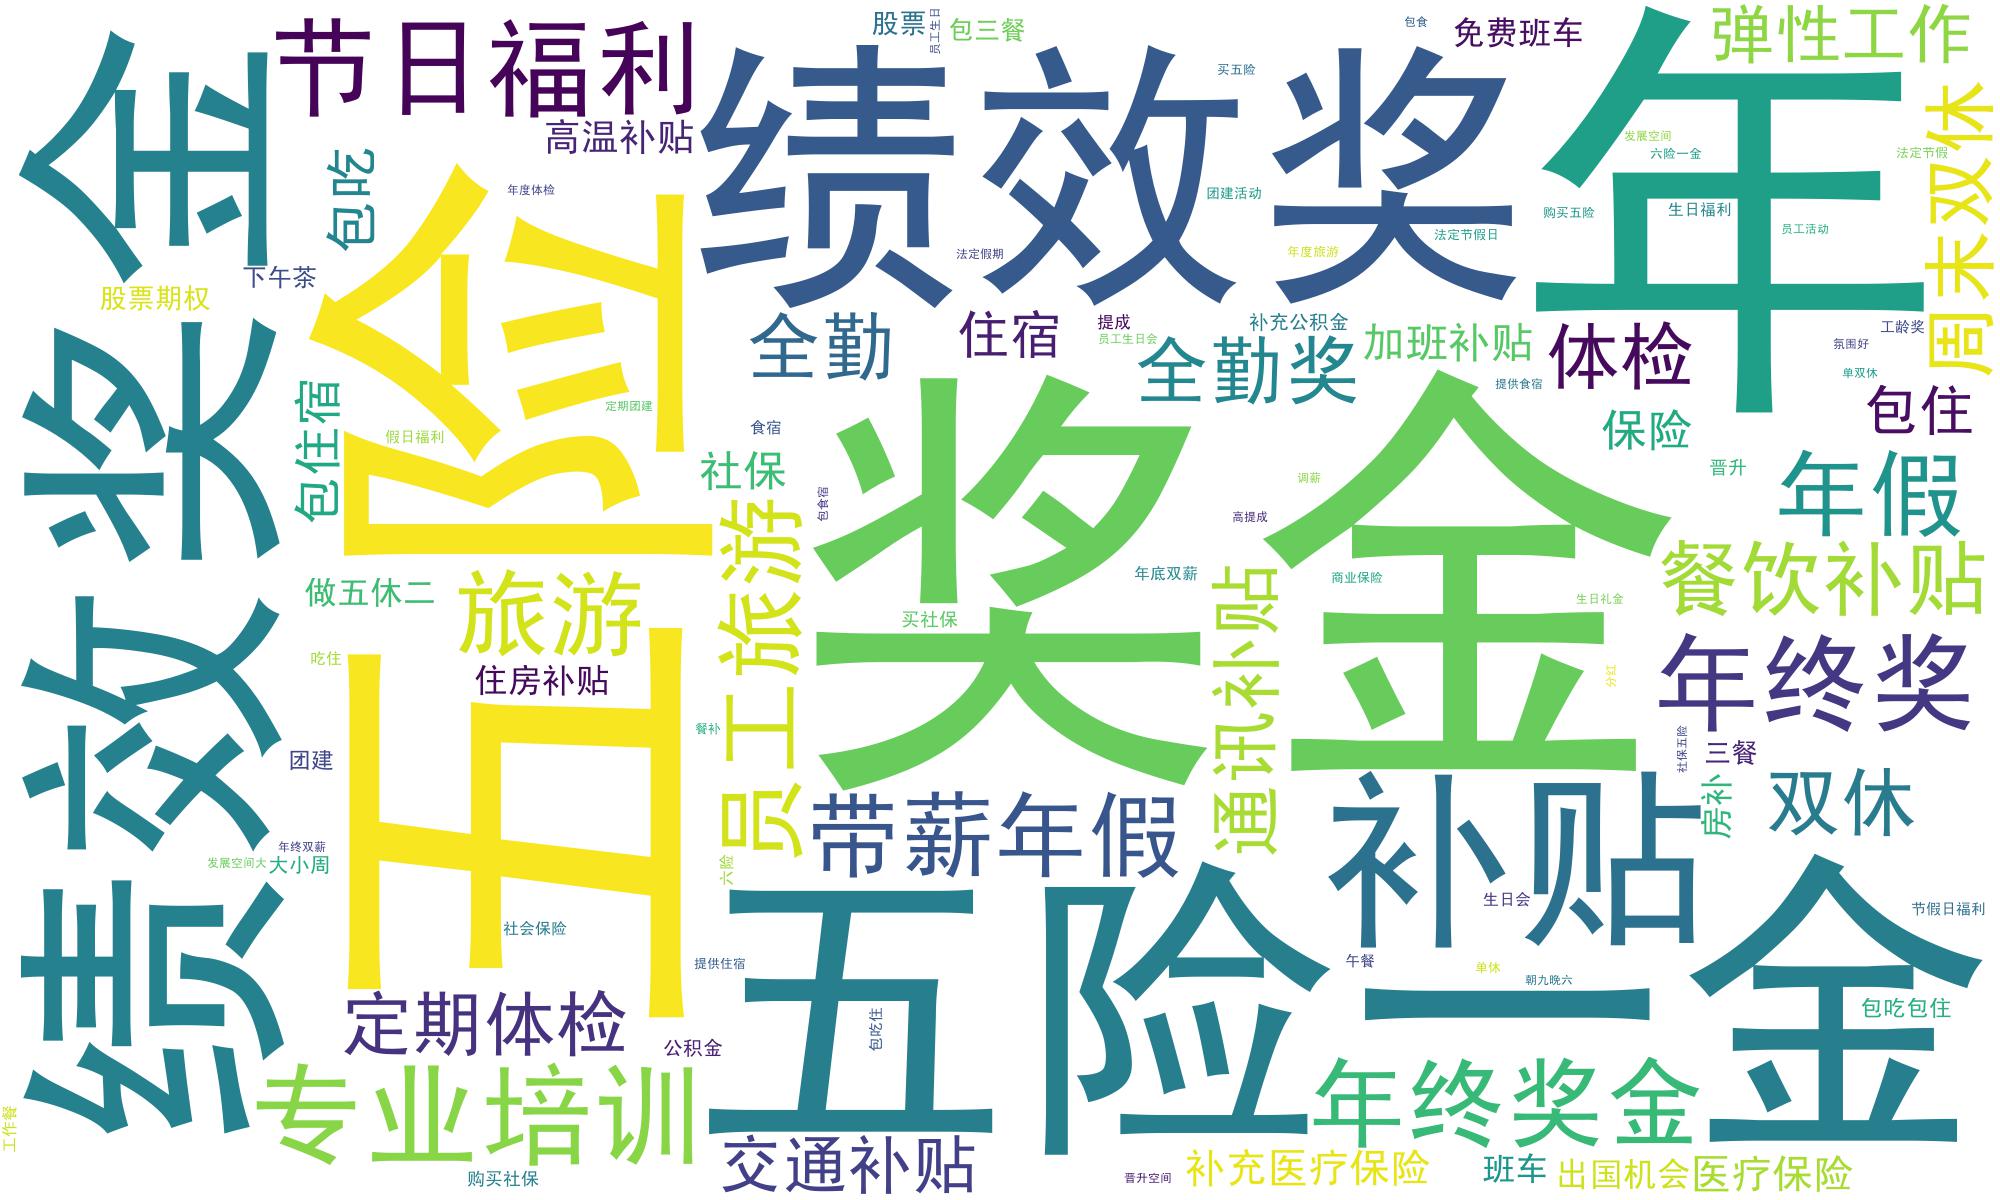 节日福利
股票
员工生日
包三餐
包食
免费班车
弹性工作
绩效奖
年
买五险
高温补贴
包吃
年度体检
团建活动
发展空间
六险一金
法定节假
购买五险
生日福利
员工活动
周末双休
法定假期
年度旅游
法定节假日
下午茶
股票期权
绩效奖金
五险
全勤
住宿
提成
员工生日会
补充公积金
全勤奖
加班补贴
体检
工龄奖
氛围好
单双休
提供食宿
包住
包住宿
定期团建
假日福利
食宿
社保
包食宿
奖金
保险
晋升
调薪
高提成
年假
员工旅游
餐饮补贴
年底双薪
通讯补贴
商业保险
生日礼金
做五休二
旅游
买社保
吃住
住房补贴
年终奖
分红
餐补
团建
社保五险
三餐
房补
双休
带薪年假
补贴
年终双薪
发展空间大
大小周
六险
生日会
节假日福利
社会保险
五险一金
提供住宿
午餐
单休
朝九晚六
包吃包住
包吃住
定期体检
公积金
专业培训
年终奖金
工作餐
交通补贴
购买社保
晋升空间
补充医疗保险
班车
出国机会
医疗保险